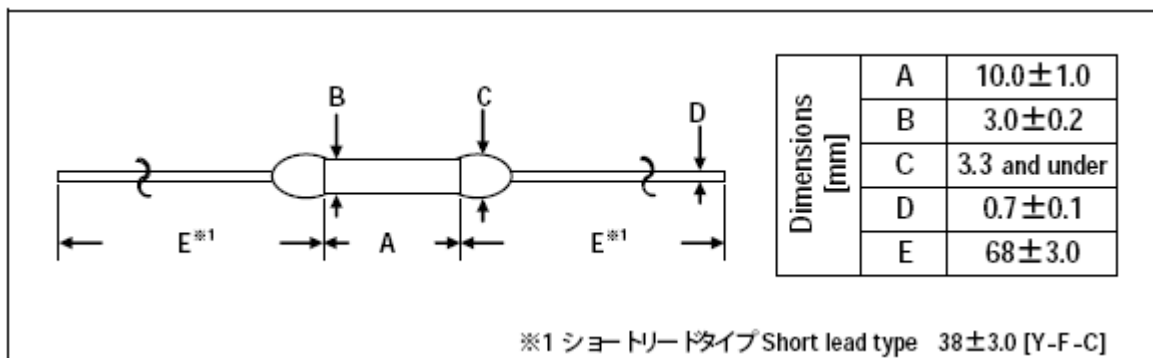 B
C
D
E※1
A
E※1
Dimensions
[mm]
A 10.0±1.0
B 3.0±0.2
C 3.3 and under
D 0.7±0.1
E 68±3.0
※1 ショートリードタイプ Short lead type 38±3.0 [Y-F-C]